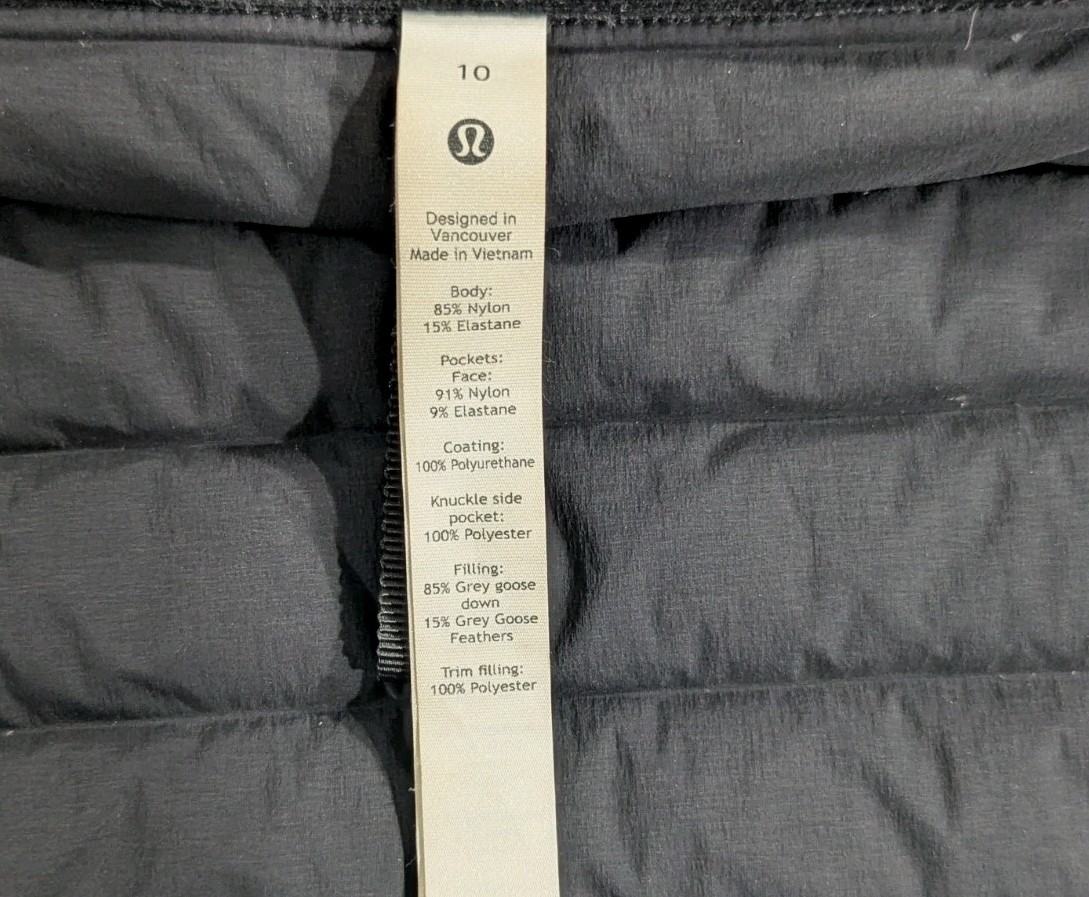 10
Designed in
Vancouver
Made in Vietnam
Body:
85% Nylon
15% Elastane
Pockets:
Face:
91% Nylon
9% Elastane
Coating:
100% Polyurethane
Knuckle side
pocket:
100% Polyester
Filling:
85% Grey goose
down
15% Grey Goose
Feathers
Trim filling:
100% Polyester